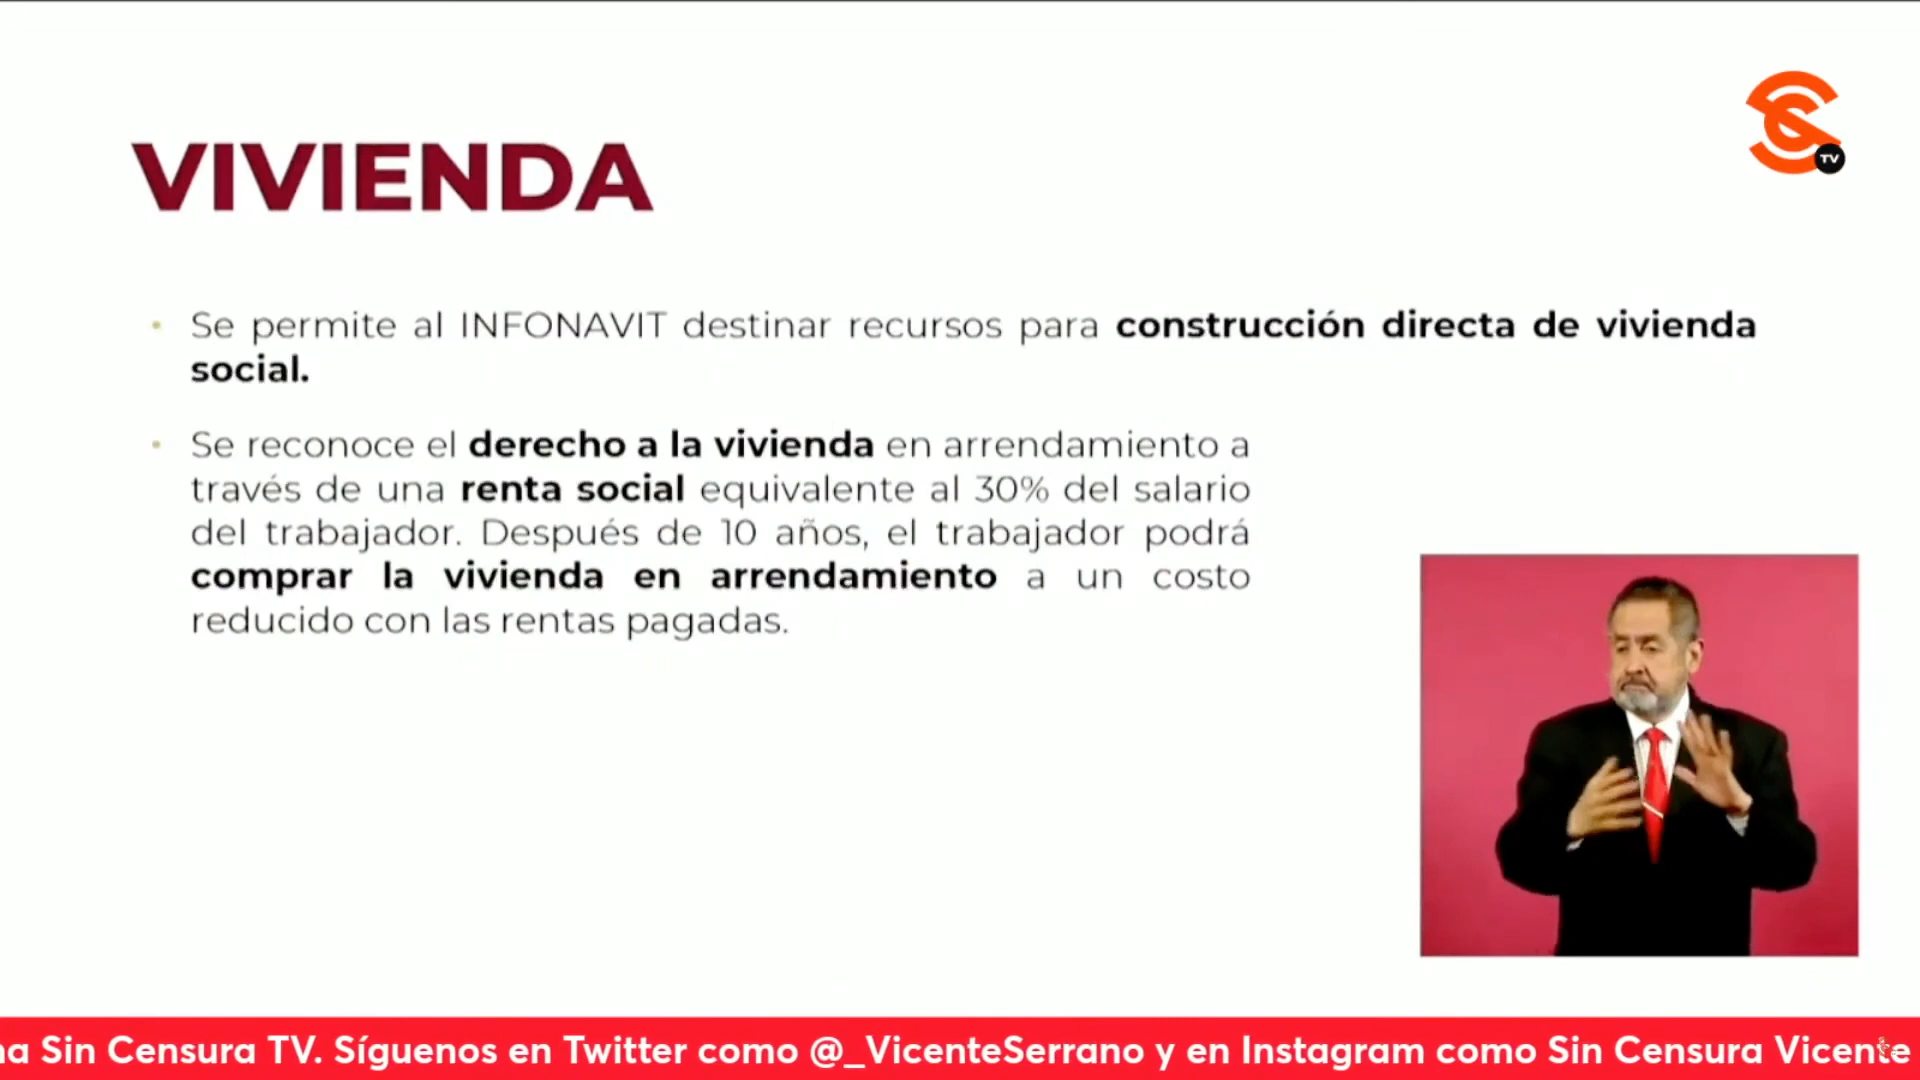 TV
VIVIENDA
• Se permite al INFONAVIT destinar recursos para construcción directa de vivienda
social.
• Se reconoce el derecho a la vivienda en arrendamiento a
través de una renta social equivalente al 30% del salario
del trabajador. Después de 10 años, el trabajador podrá
comprar la vivienda en arrendamiento a un costo
reducido con las rentas pagadas.
Sin Censura TV. Síguenos en Twitter como @_VicenteSerrano y en Instagram como Sin Censura Vicente